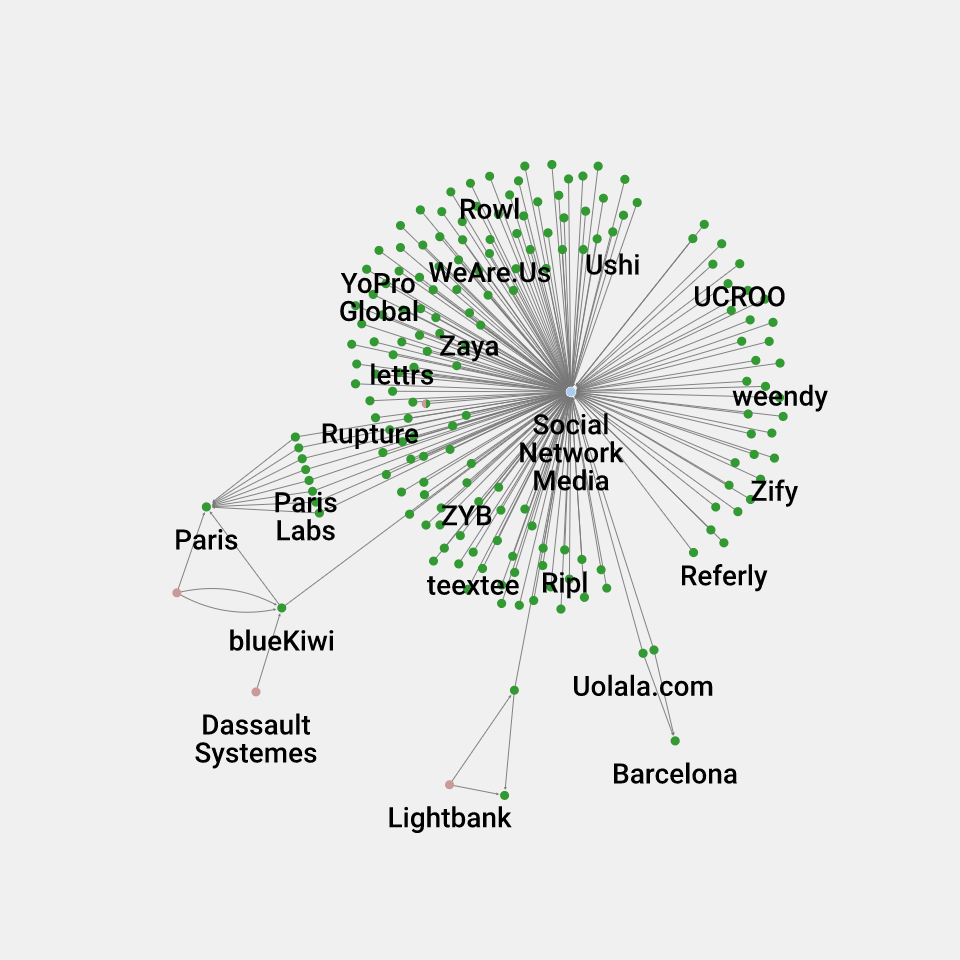 Rowl
Ushi
WeAre.Us
YoPro
Global
UCROO
Zaya
lettrs
weendy
Social
Network
Media
Rupture
Zify
Paris
Labs
ZYB
Paris
Referly
teextee
Ripl
blueKiwi
Uolala.com
Dassault
Systemes
Barcelona
Lightbank